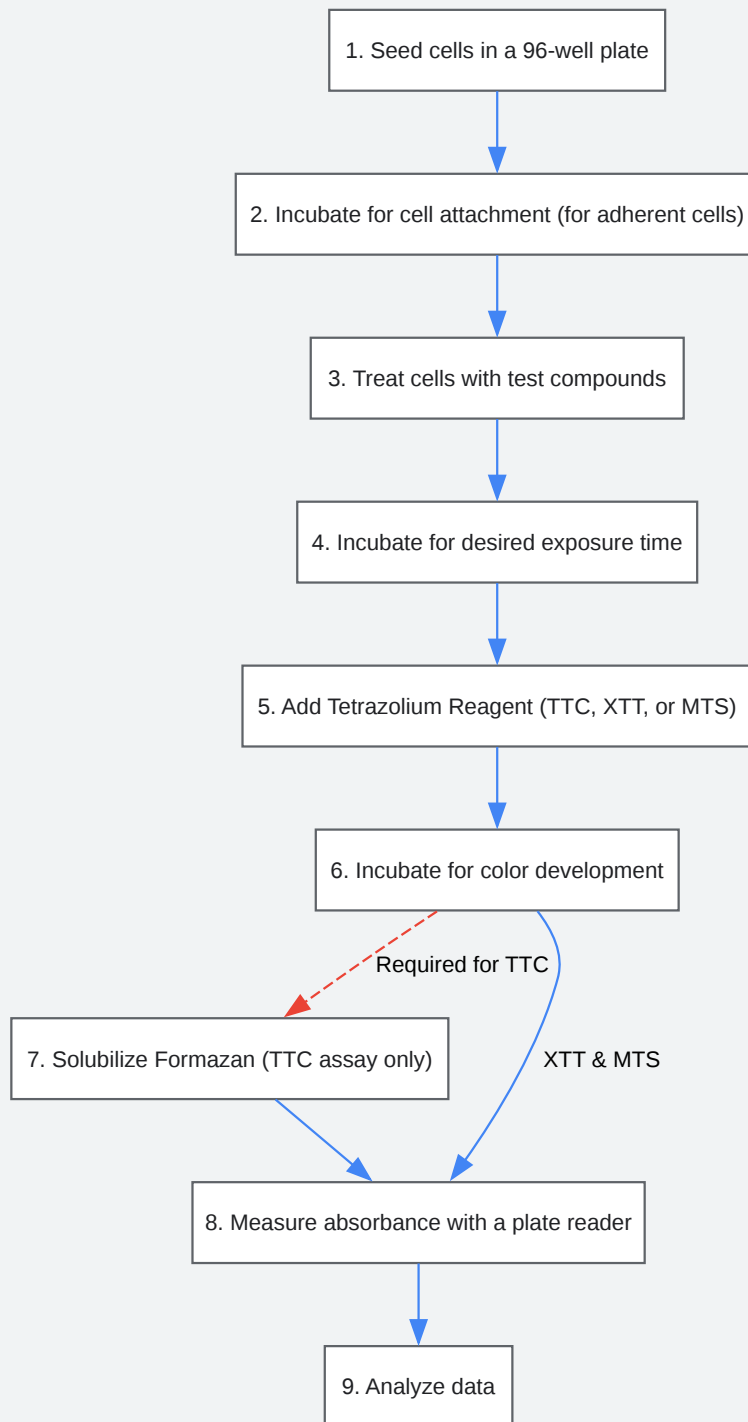 1. Seed cells in a 96-well plate
2. Incubate for cell attachment (for adherent cells)
3. Treat cells with test compounds
4. Incubate for desired exposure time
5. Add Tetrazolium Reagent (TTC, XTT, or MTS)
6. Incubate for color development
Required for TTC
7. Solubilize Formazan (TTC assay only)
XTT & MTS
8. Measure absorbance with a plate reader
9. Analyze data